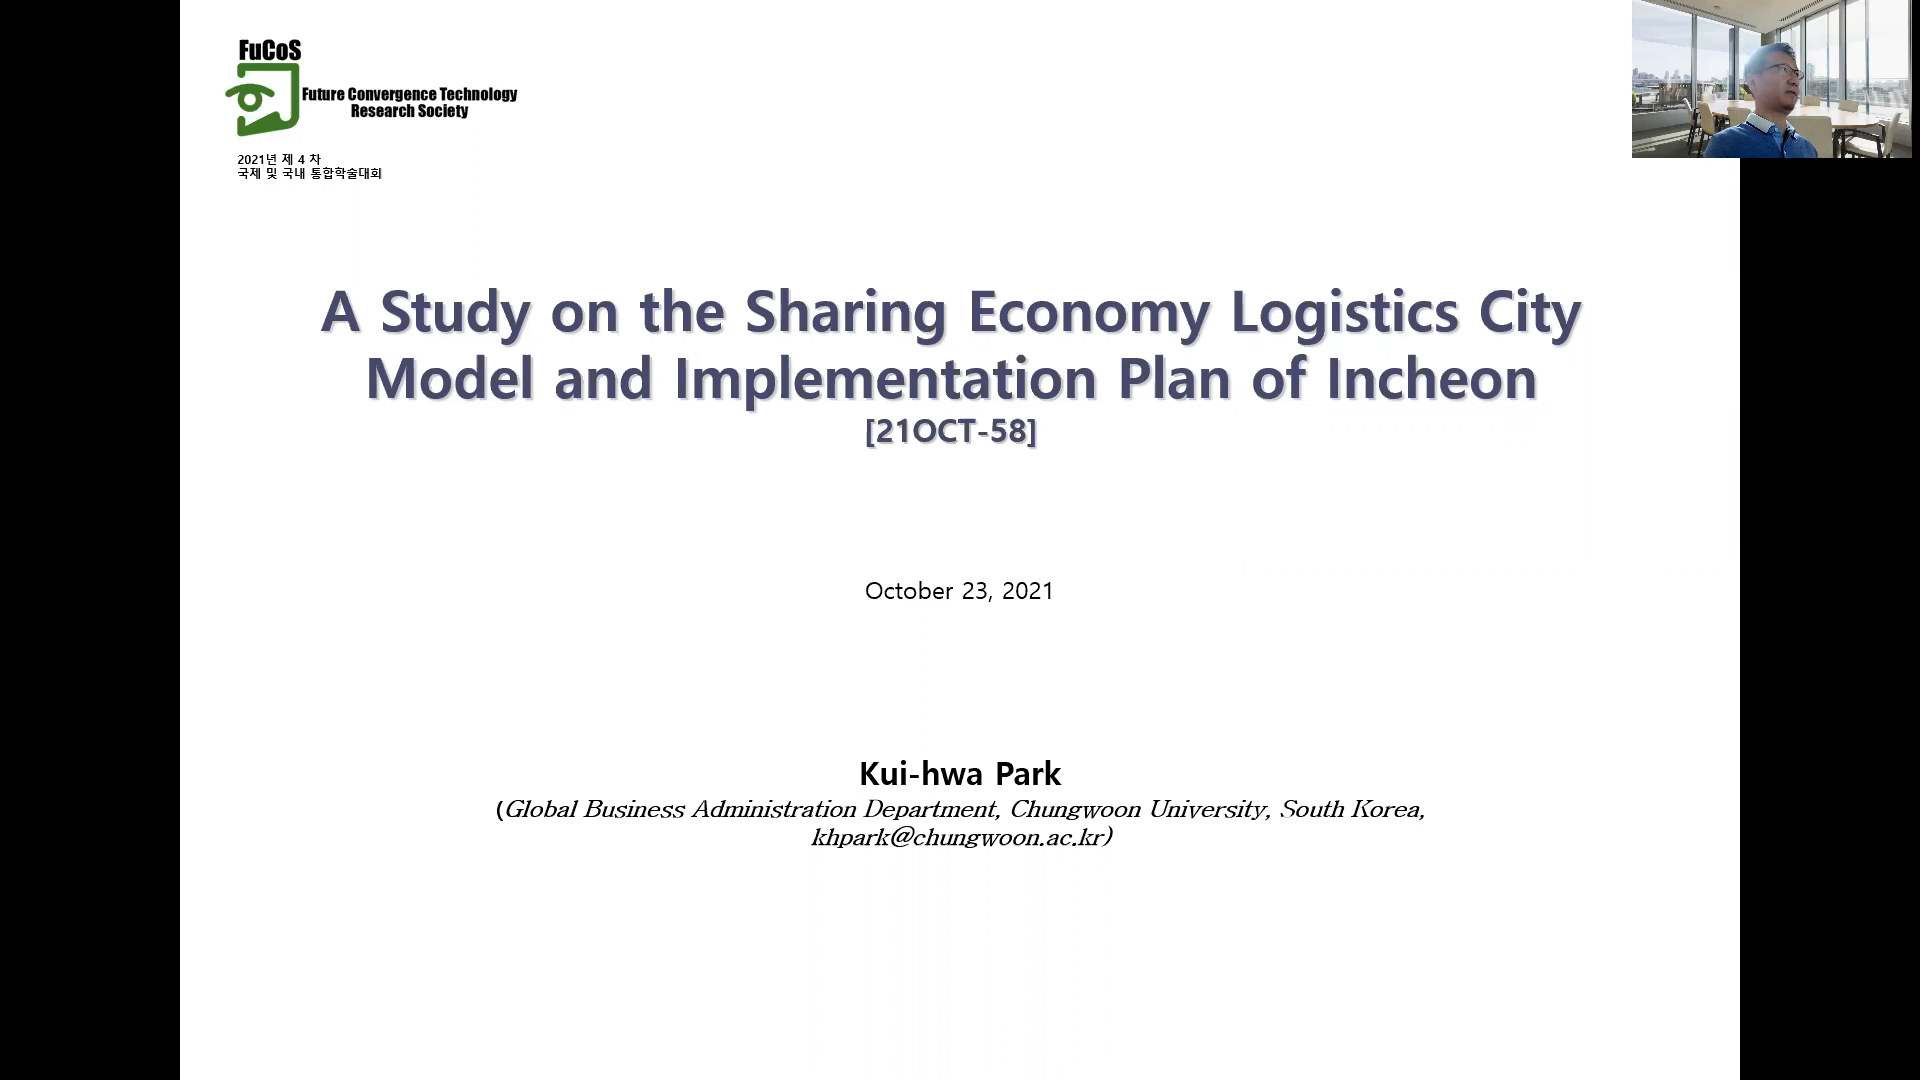 FuCoS
Future Convergence Technology
Research Society
2021년 제 4 차
국제 및 국내 통합학술대회
A Study on the Sharing Economy Logistics City
Model and Implementation Plan of Incheon
[21OCT-58]
October 23, 2021
Kui-hwa Park
(Global Business Administration Department, Chungwoon University, South Korea,
khpark@chungwoon.ac.kr)